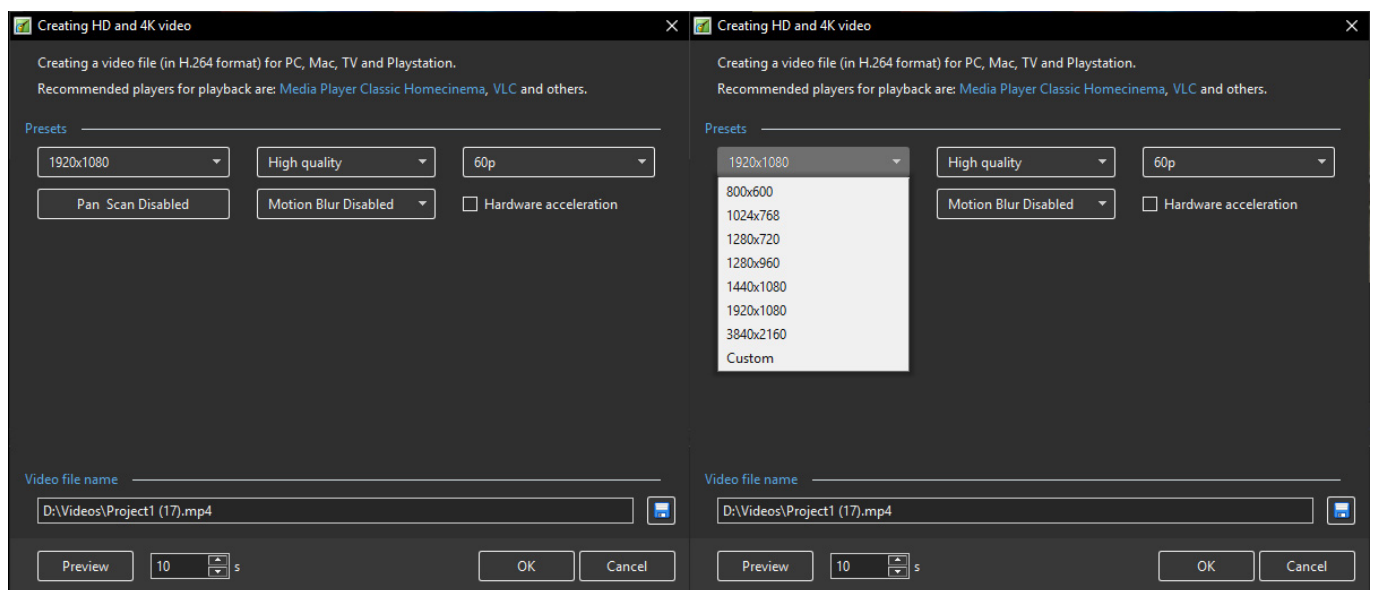 Creating HD and 4K video
Creating a video file (in H.264 format) for PC, Mac, TV and Playstation.
Recommended players for playback are: Media Player Classic Homecinema, VLC and others.
Presets
1920x1080
High quality
60p
Pan Scan Disabled
Motion Blur Disabled
Hardware acceleration
Video file name
D:\Videos\Project1 (17).mp4
Preview
10
s
OK
Cancel
Creating HD and 4K video
Creating a video file (in H.264 format) for PC, Mac, TV and Playstation.
Recommended players for playback are: Media Player Classic Homecinema, VLC and others.
Presets
1920x1080
High quality
60p
800x600
1024x768
1280x720
1280x960
1440x1080
1920x1080
3840x2160
Custom
Motion Blur Disabled
Hardware acceleration
Video file name
D:\Videos\Project1 (17).mp4
Preview
10
s
OK
Cancel